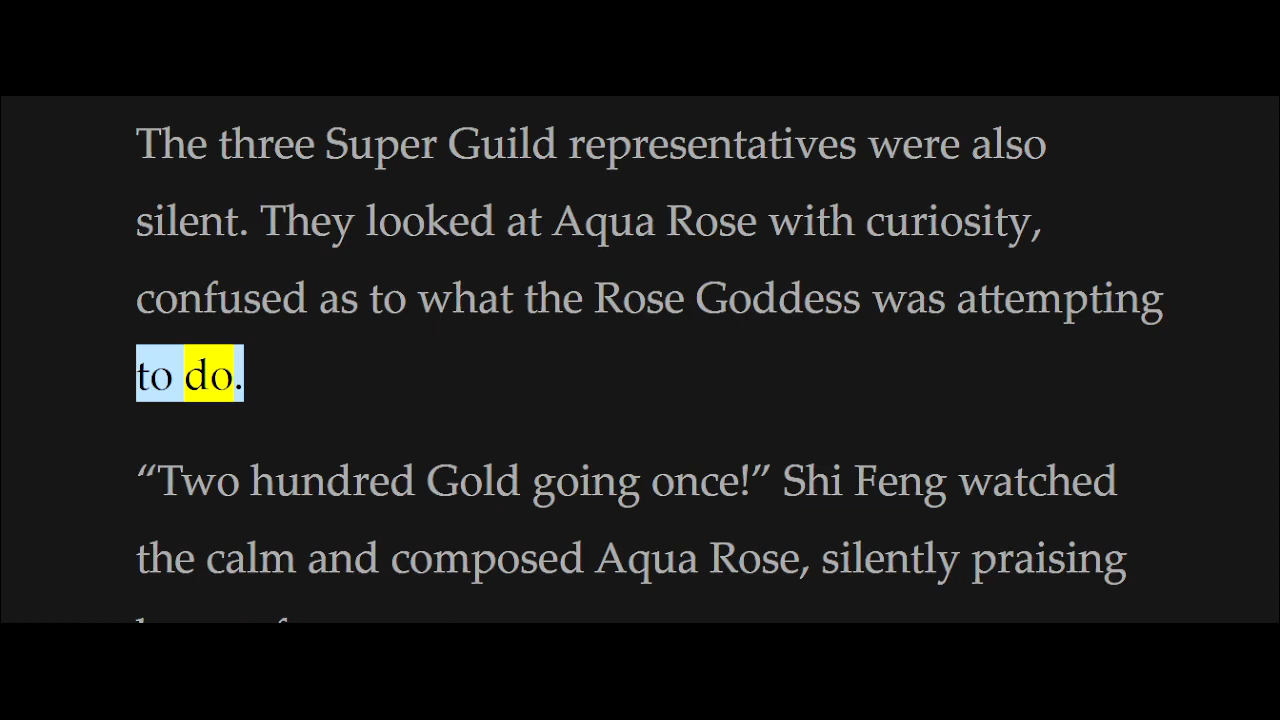 The three Super Guild representatives were also
silent. They looked at Aqua Rose with curiosity,
confused as to what the Rose Goddess was attempting
to do.
“Two hundred Gold going once!” Shi Feng watched
the calm and composed Aqua Rose, silently praising